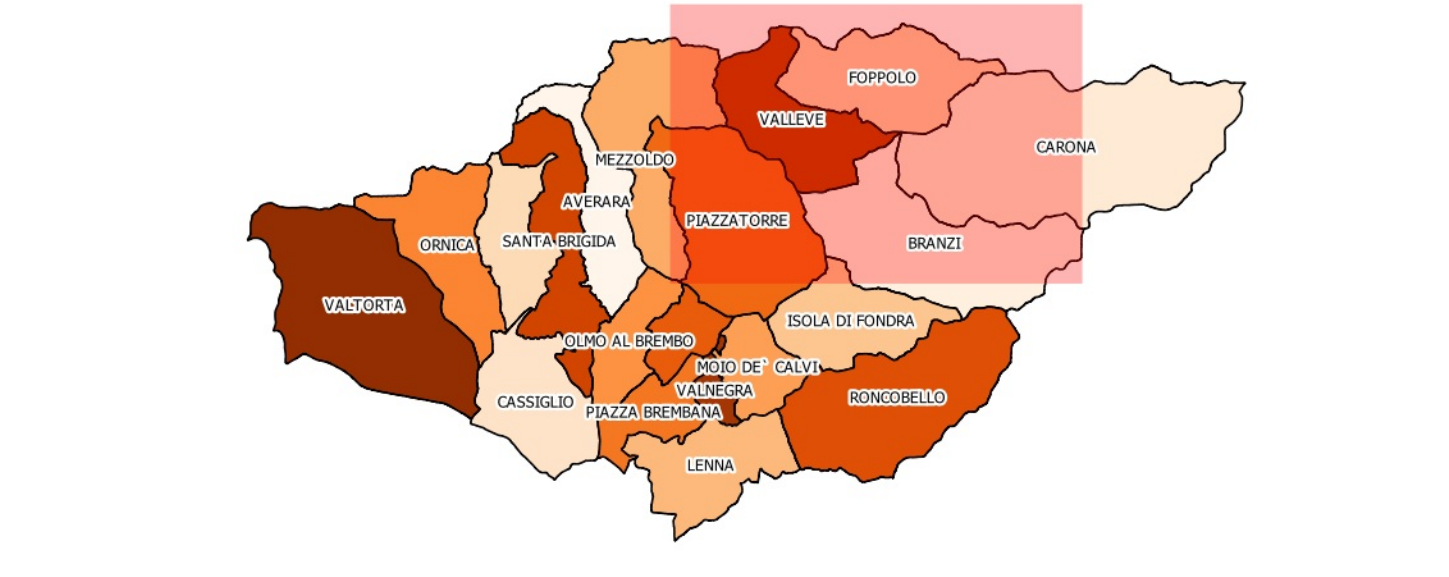 FOPPOLO
VALLEVE
CARONA
MEZZOLDO
AVERARA
PIAZZATORRE
SANTA BRIGIDA
BRANZI
ORNICA
VALTORTA
ISOLA DI FONDRA
OLMO AL BREMBO
MOIO DE` CALVI
VALNEGRA
RONCOBELLO
CASSIGLIO
PIAZZA BREMBANA
LENNA